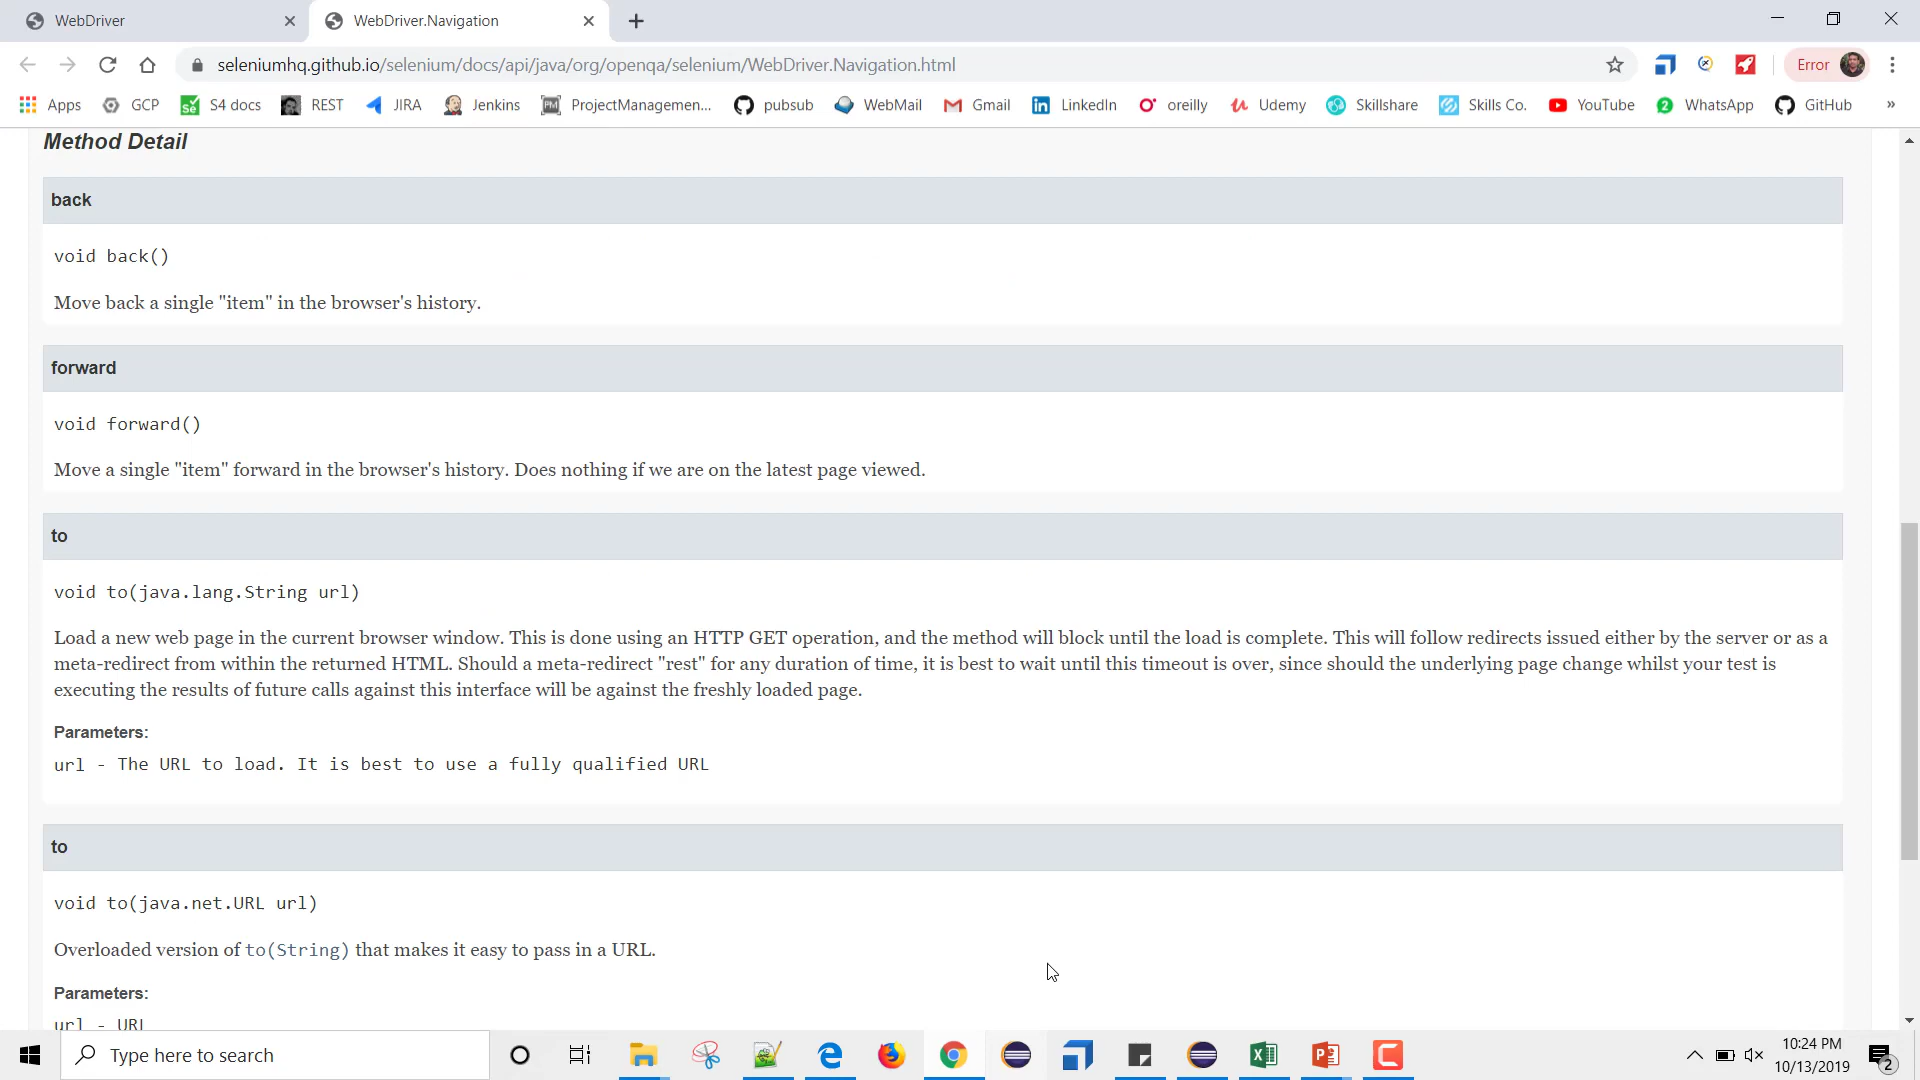 WebDriver
WebDriver.Navigation
seleniumhq.github.io/selenium/docs/api/java/org/openqa/selenium/WebDriver.Navigation.html
Error
Apps GCP S4 docs REST JIRA Jenkins ProjectManagemen... pubsub WebMail Gmail LinkedIn oreilly Udemy Skillshare Skills Co. YouTube WhatsApp GitHub »
Method Detail
back
void back()
Move back a single "item" in the browser's history.
forward
void forward()
Move a single "item" forward in the browser's history. Does nothing if we are on the latest page viewed.
to
void to(java.lang.String url)
Load a new web page in the current browser window. This is done using an HTTP GET operation, and the method will block until the load is complete. This will follow redirects issued either by the server or as a
meta-redirect from within the returned HTML. Should a meta-redirect "rest" for any duration of time, it is best to wait until this timeout is over, since should the underlying page change whilst your test is
executing the results of future calls against this interface will be against the freshly loaded page.
Parameters:
url - The URL to load. It is best to use a fully qualified URL
to
void to(java.net.URL url)
Overloaded version of to(String) that makes it easy to pass in a URL.
Parameters:
url - URL
Type here to search
10:24 PM
10/13/2019
2